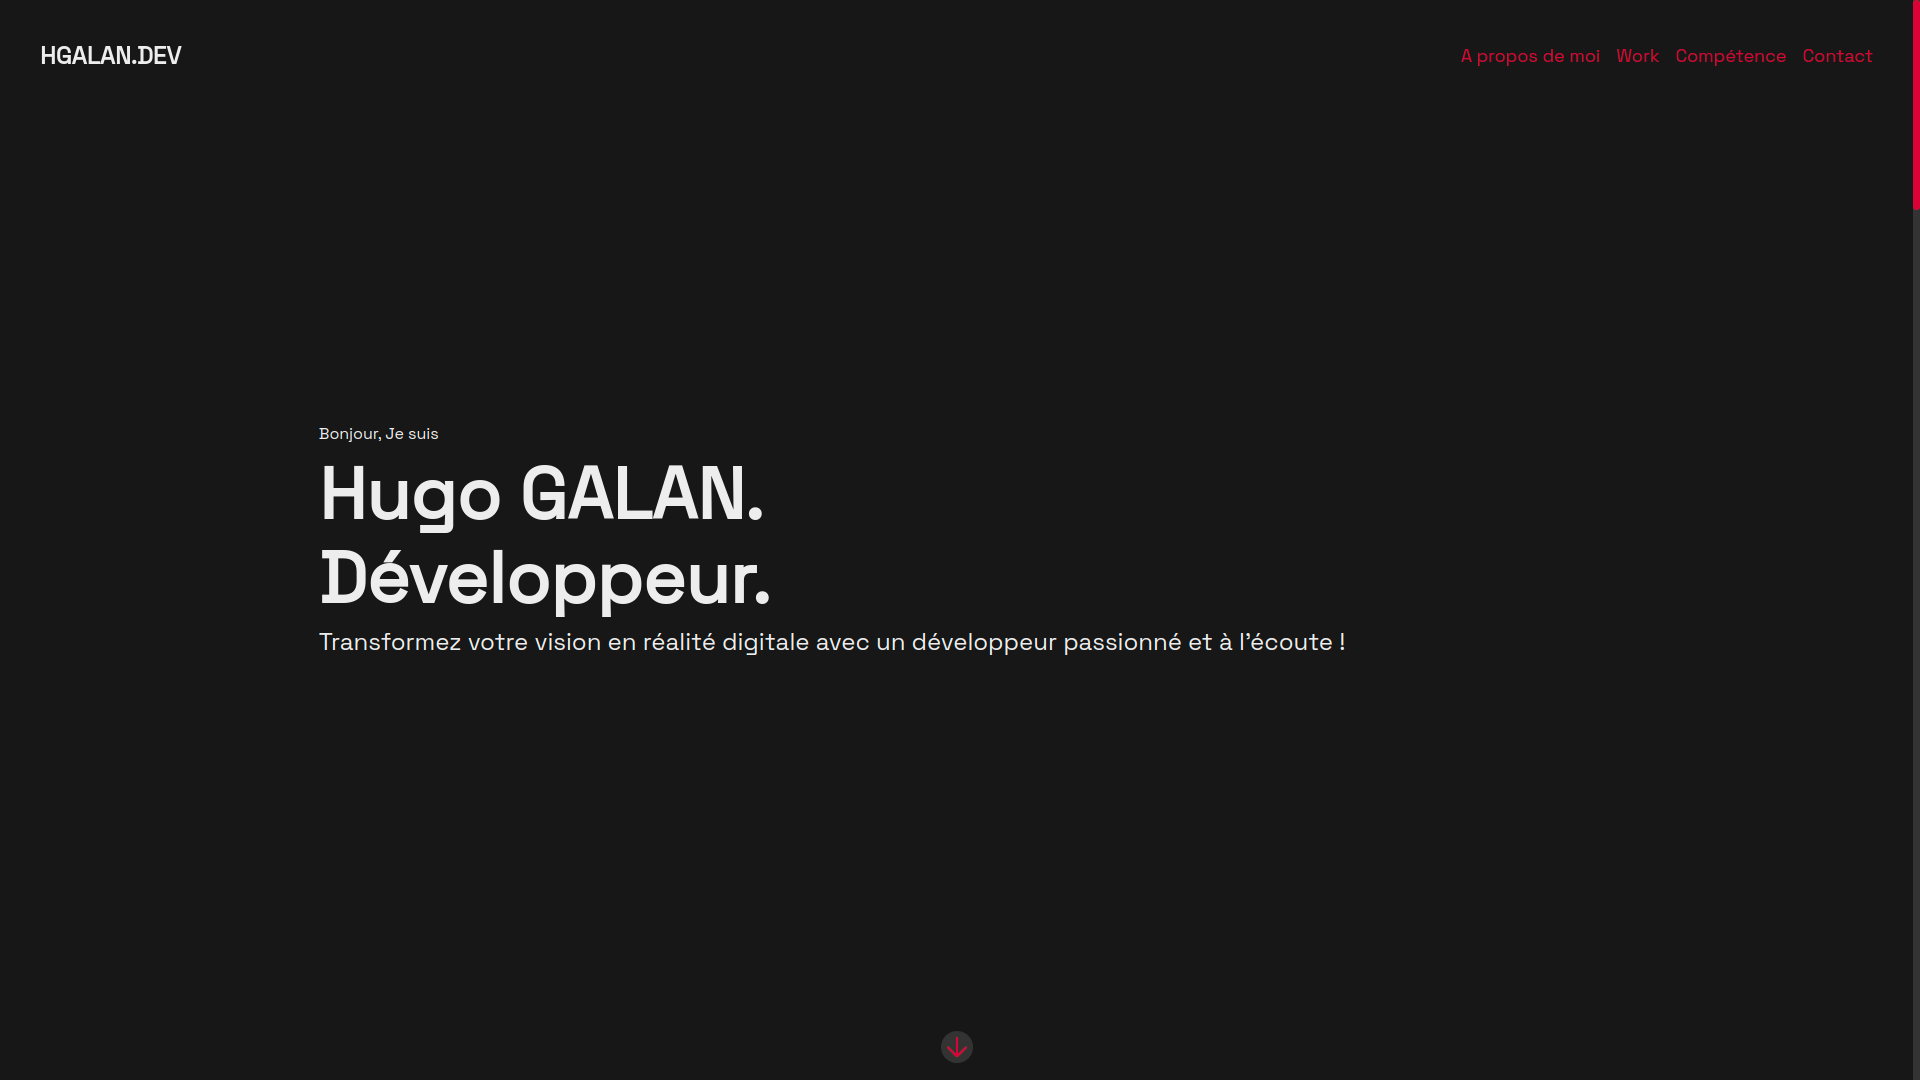 HGALAN.DEV
A propos de moi Work Compétence Contact
Bonjour, Je suis
Hugo GALAN.
Développeur.
Transformez votre vision en réalité digitale avec un développeur passionné et à l'écoute !